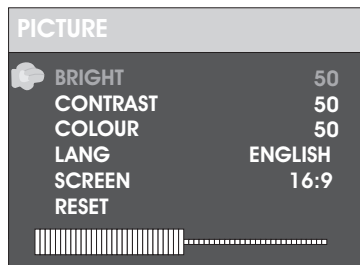 PICTURE
BRIGHT 50
CONTRAST 50
COLOUR 50
LANG ENGLISH
SCREEN 16:9
RESET